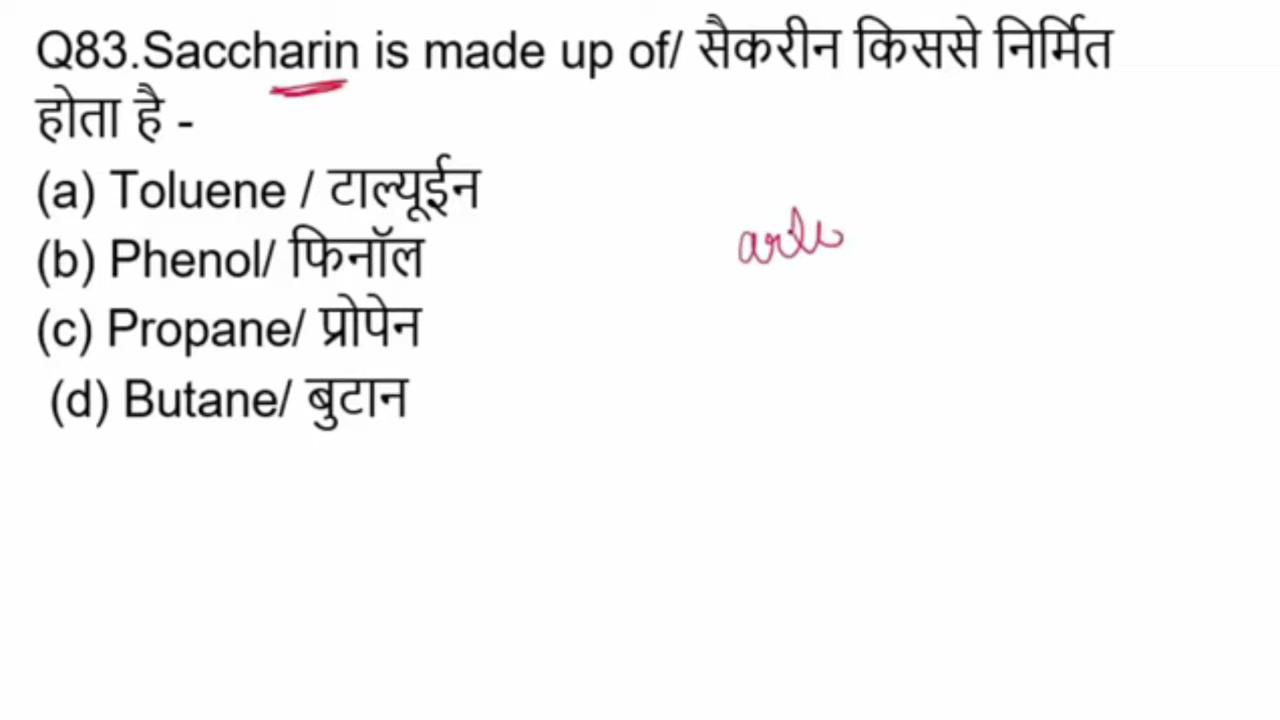 Q83.Saccharin is made up of/ सैकरीन किससे निर्मित
होता है -
(a) Toluene / टाल्यूईन
(b) Phenol/ फिनॉल
(c) Propane/ प्रोपेन
(d) Butane/ बुटान